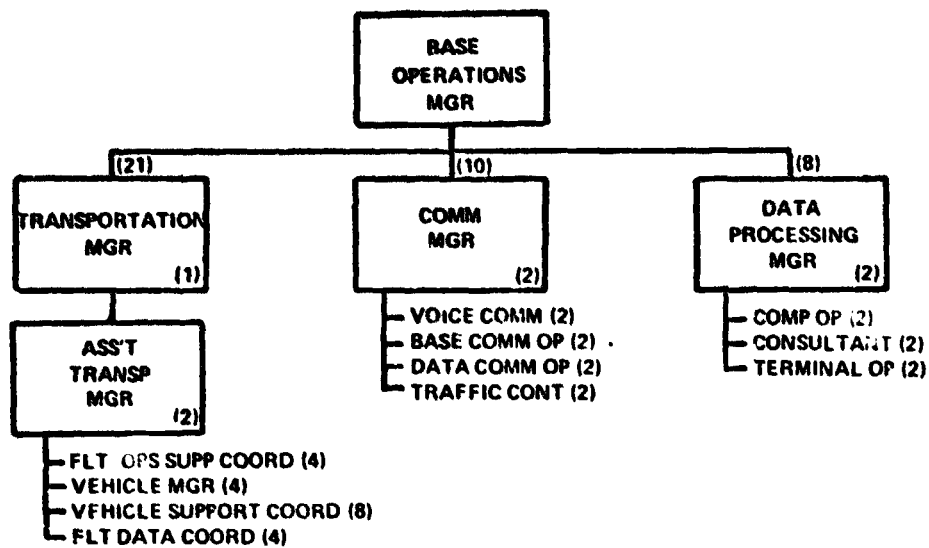 BASE
OPERATIONS
MGR
(21)
(10)
(8)
TRANSPORTATION
MGR
(1)
COMM
MGR
(2)
DATA
PROCESSING
MGR
(2)
ASS'T
TRANSP
MGR
(2)
VOICE COMM (2)
BASE COMM OP (2)
DATA COMM OP (2)
TRAFFIC CONT (2)
COMP OP (2)
CONSULTANT (2)
TERMINAL OP (2)
FLT OPS SUPP COORD (4)
VEHICLE MGR (4)
VEHICLE SUPPORT COORD (8)
FLT DATA COORD (4)